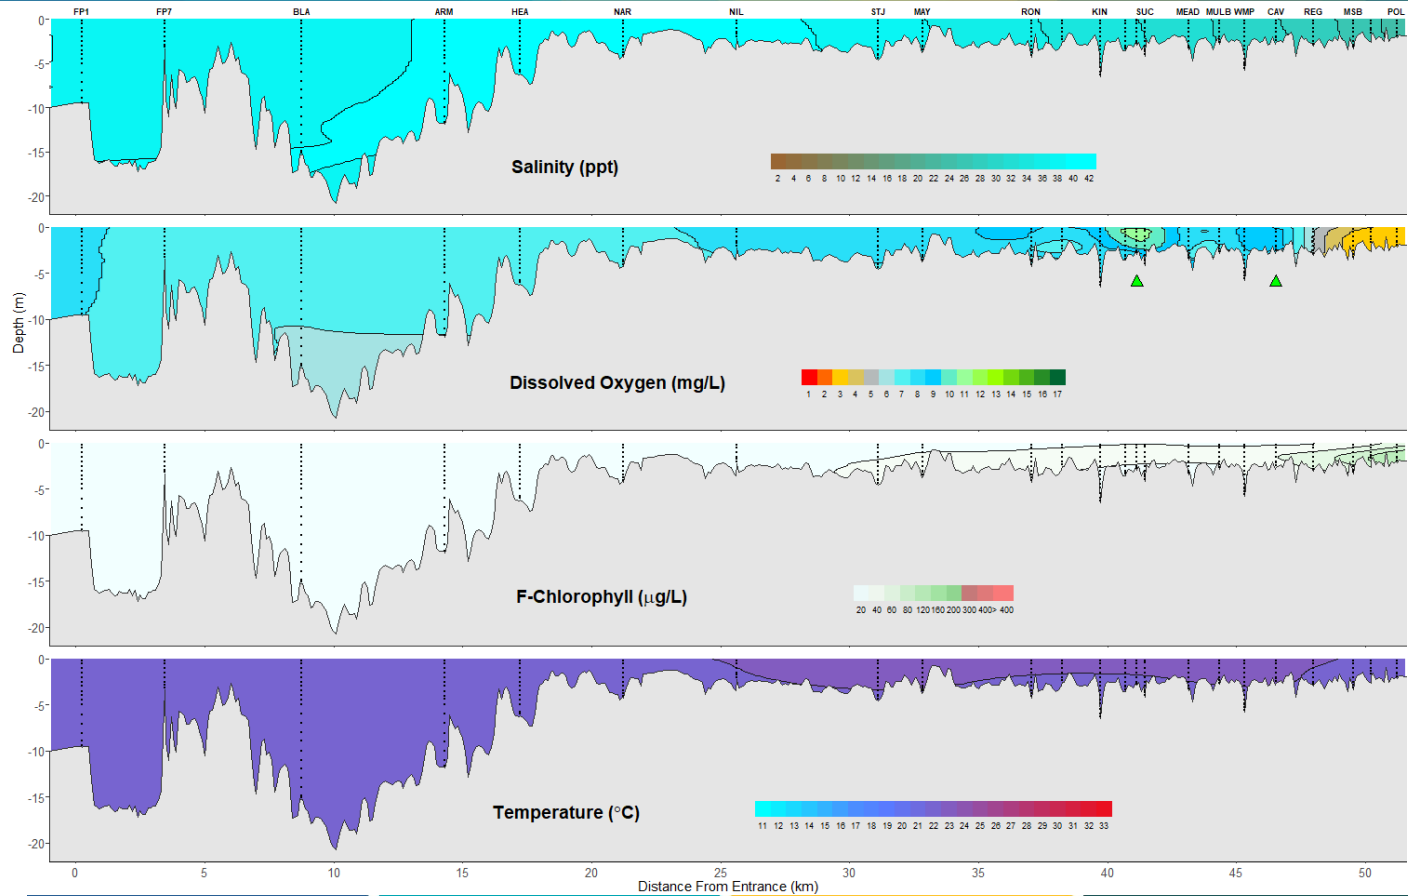 FP1 FP7 BLA ARM HEA NAR NIL STJ MAY RON KIN SUC MEAD MULB WMP CAV REG MSB POL
0
-5
-10
-15
-20
Salinity (ppt)
2 4 6 8 10 12 14 16 18 20 22 24 26 28 30 32 34 36 38 40 42
0
-5
-10
-15
-20
Dissolved Oxygen (mg/L)
1 2 3 4 5 6 7 8 9 10 11 12 13 14 15 16 17
Depth (m)
0
-5
-10
-15
-20
F-Chlorophyll (μg/L)
20 40 60 80 120 160 200 300 400 > 400
0
-5
-10
-15
-20
Temperature (°C)
11 12 13 14 15 16 17 18 19 20 21 22 23 24 25 26 27 28 29 30 31 32 33
0 5 10 15 20 25 30 35 40 45 50
Distance From Entrance (km)